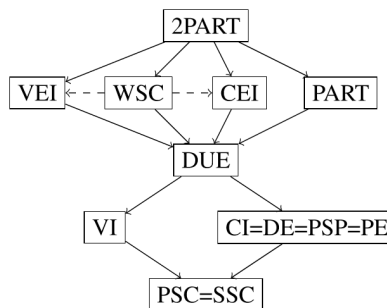 2PART
VEI WSC CEI PART
DUE
VI CI=DE=PSP=PE
PSC=SSC